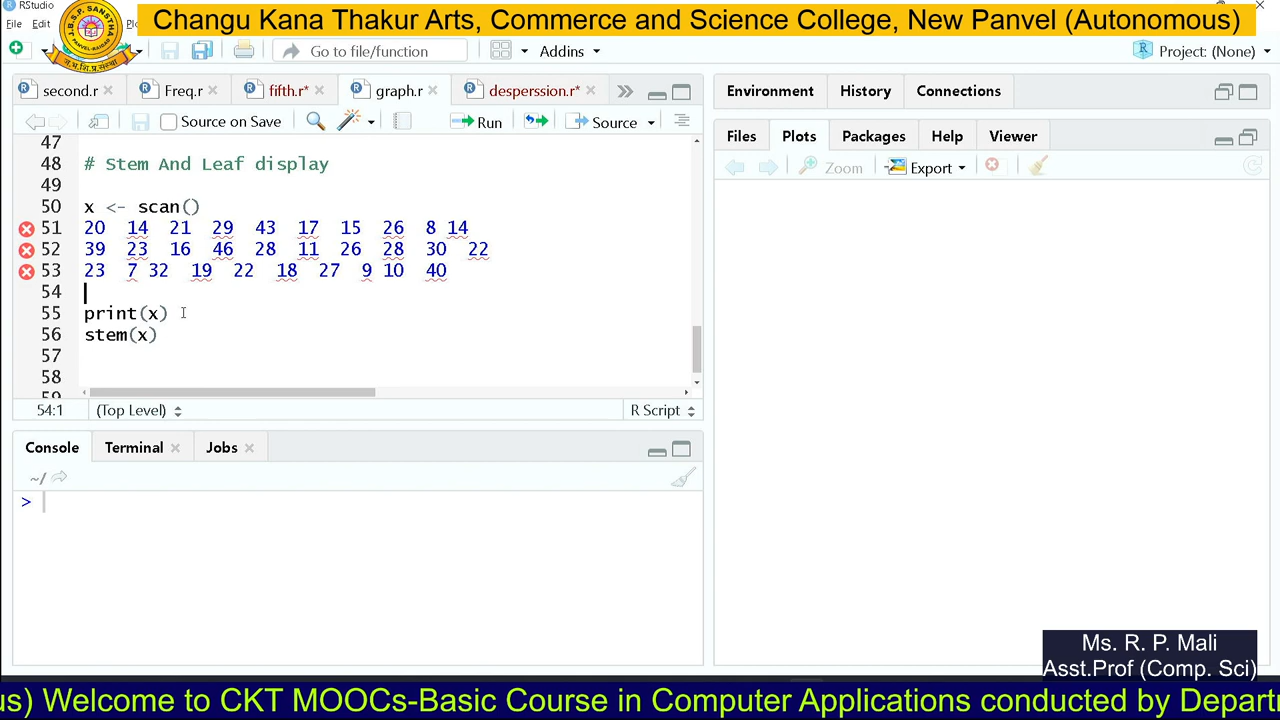 RStudio
Changu Kana Thakur Arts, Commerce and Science College, New Panvel (Autonomous)
File Edit
Go to file/function Addins Project: (None)
second.r Freq.r fifth.r* graph.r desperssion.r*
Environment History Connections
Source on Save Run Source
Files Plots Packages Help Viewer
Zoom Export
47
48 # Stem And Leaf display
49
50 x <- scan()
51 20 14 21 29 43 17 15 26 8 14
52 39 23 16 46 28 11 26 28 30 22
53 23 7 32 19 22 18 27 9 10 40
54
55 print(x)
56 stem(x)
57
58
59
54:1 (Top Level) R Script
Console Terminal Jobs
~/
>
Ms. R. P. Mali
Asst.Prof (Comp. Sci)
us) Welcome to CKT MOOCs-Basic Course in Computer Applications conducted by Depart